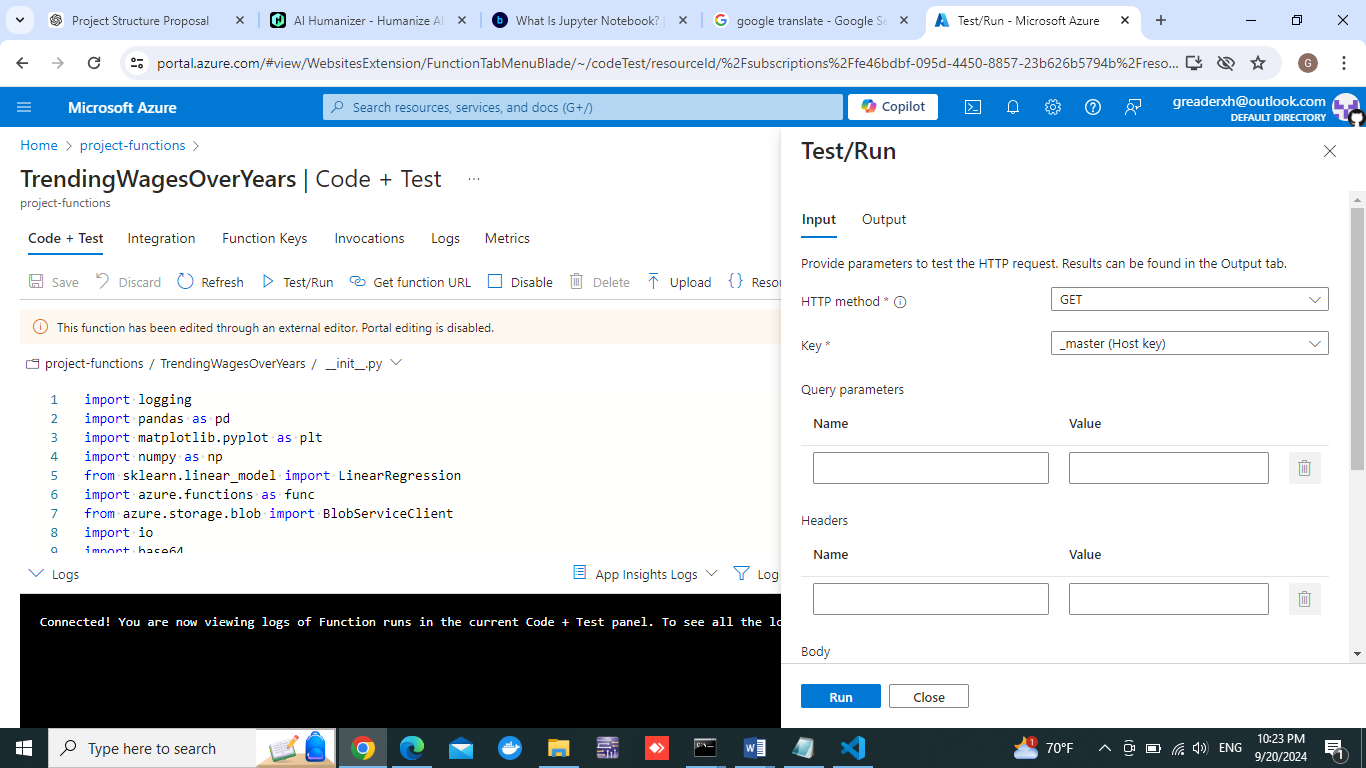 Project Structure Proposal
AI Humanizer - Humanize AI
What Is Jupyter Notebook?
google translate - Google Se
Test/Run - Microsoft Azure
portal.azure.com/#view/WebsitesExtension/FunctionTabMenuBlade/~/codeTest/resourceId/%2Fsubscriptions%2Ffe46bdbf-095d-4450-8857-23b626b5794b%2Freso...
G
Microsoft Azure
Search resources, services, and docs (G+/)
Copilot
greaderxh@outlook.com
DEFAULT DIRECTORY
Home > project-functions >
TrendingWagesOverYears | Code + Test ...
project-functions
Code + Test Integration Function Keys Invocations Logs Metrics
Save Discard Refresh Test/Run Get function URL Disable Delete Upload {} Resou
This function has been edited through an external editor. Portal editing is disabled.
project-functions / TrendingWagesOverYears / __init__.py
1 import logging
2 import pandas as pd
3 import matplotlib.pyplot as plt
4 import numpy as np
5 from sklearn.linear_model import LinearRegression
6 import azure.functions as func
7 from azure.storage.blob import BlobServiceClient
8 import io
9 import base64
Logs
App Insights Logs
Log
Connected! You are now viewing logs of Function runs in the current Code + Test panel. To see all the lo
Test/Run
Input Output
Provide parameters to test the HTTP request. Results can be found in the Output tab.
HTTP method *
GET
Key *
_master (Host key)
Query parameters
Name Value
Headers
Name Value
Body
Run Close
Type here to search
70°F
ENG
10:23 PM
9/20/2024
1